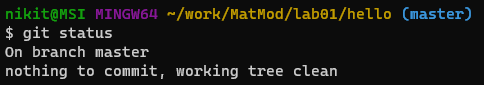 nikit@MSI MINGW64 ~/work/MatMod/lab01/hello (master)
$ git status
On branch master
nothing to commit, working tree clean